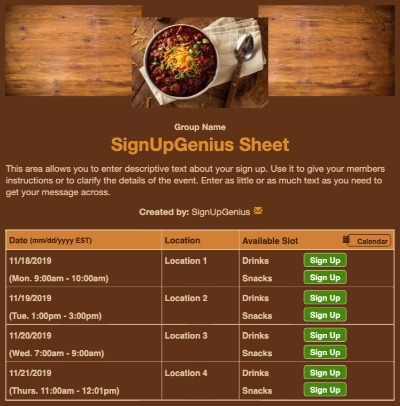 Group Name
SignUpGenius Sheet
This area allows you to enter descriptive text about your sign up. Use it to give your members
instructions or to clarify the details of the event. Enter as little or as much text as you need to
get your message across.
Created by: SignUpGenius
Date (mm/dd/yyyy EST) Location Available Slot Calendar
11/18/2019 Location 1 Drinks Sign Up
(Mon. 9:00am - 10:00am) Snacks Sign Up
11/19/2019 Location 2 Drinks Sign Up
(Tue. 1:00pm - 3:00pm) Snacks Sign Up
11/20/2019 Location 3 Drinks Sign Up
(Wed. 7:00am - 9:00am) Snacks Sign Up
11/21/2019 Location 4 Drinks Sign Up
(Thurs. 11:00am - 12:01pm) Snacks Sign Up